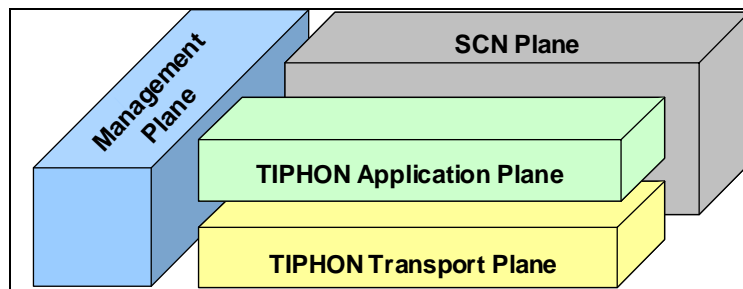 SCN Plane
Management
Plane
TIPHON Application Plane
TIPHON Transport Plane